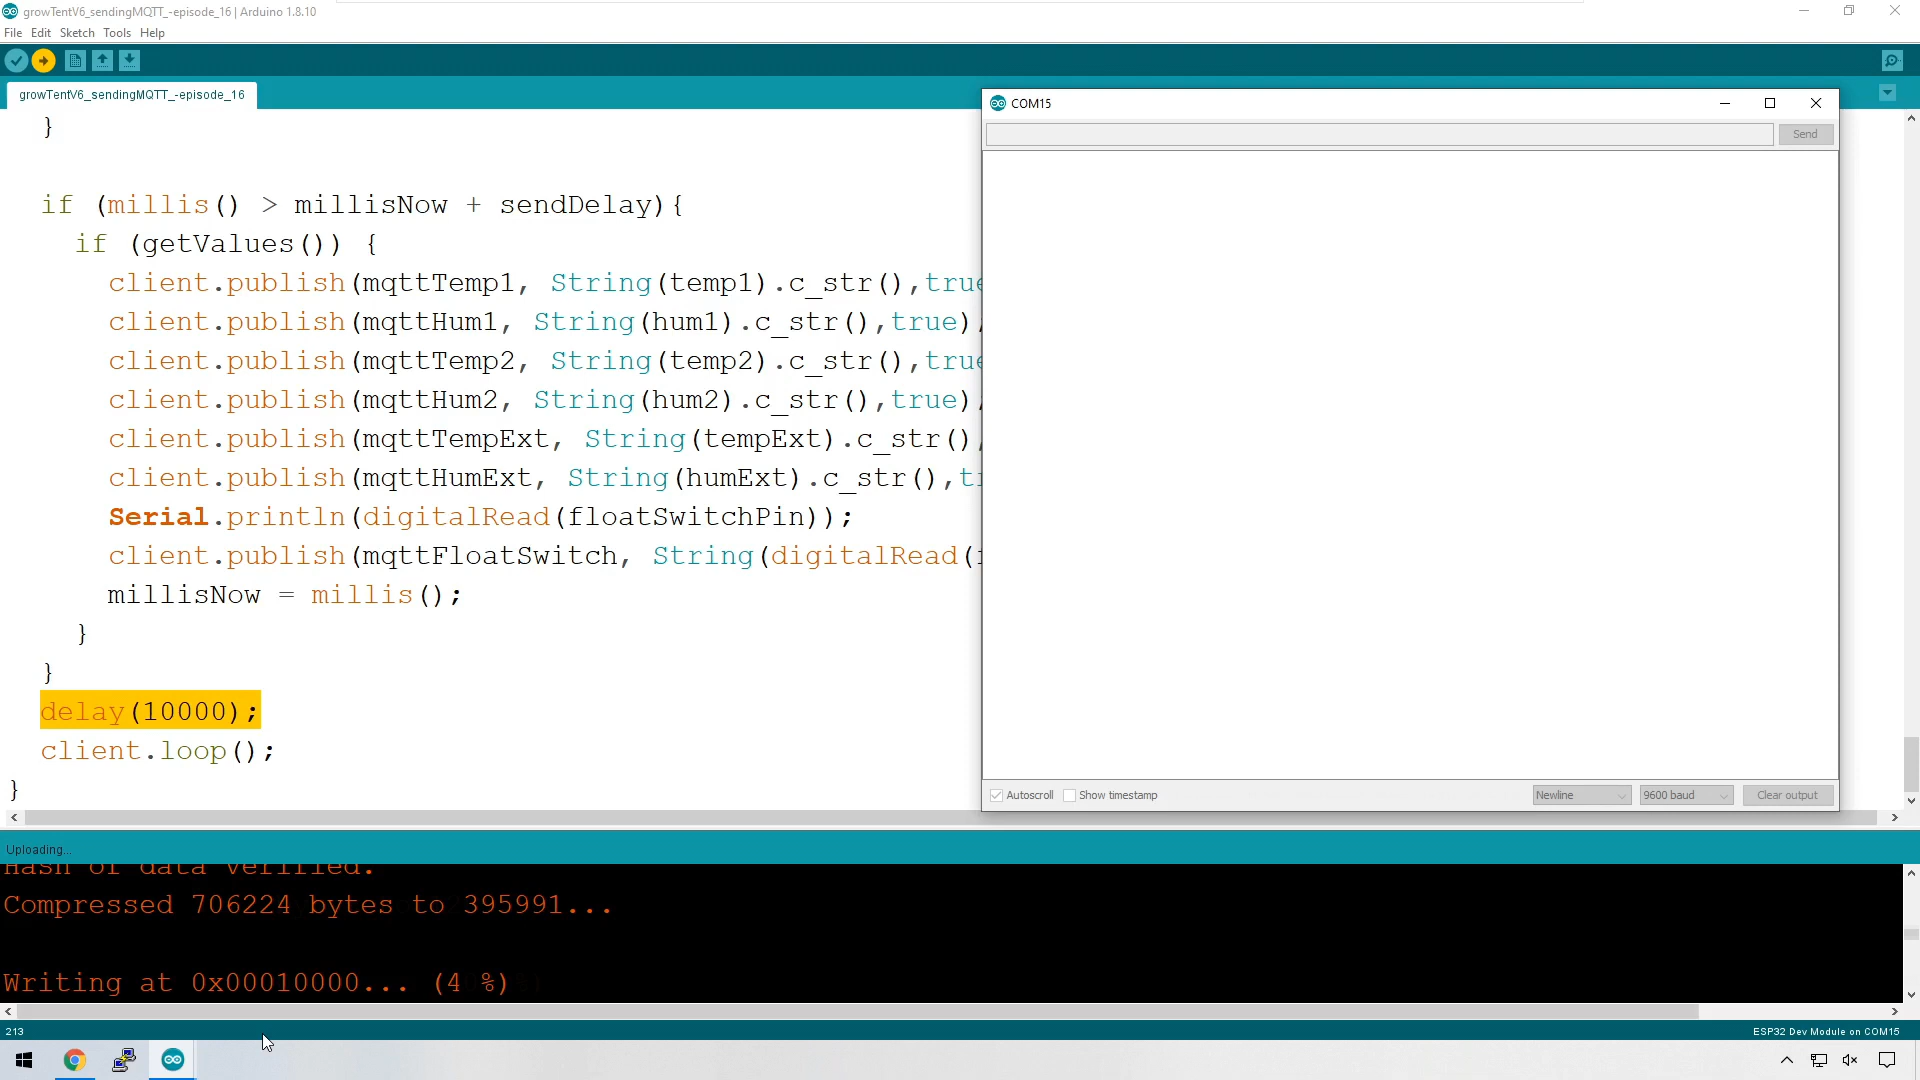 growTentV6_sendingMQTT_-episode_16 | Arduino 1.8.10
File Edit Sketch Tools Help
growTentV6_sendingMQTT_-episode_16
}
if (millis() > millisNow + sendDelay){
if (getValues()) {
client.publish(mqttTemp1, String(temp1).c_str(),true
client.publish(mqttHum1, String(hum1).c_str(),true);
client.publish(mqttTemp2, String(temp2).c_str(),true
client.publish(mqttHum2, String(hum2).c_str(),true);
client.publish(mqttTempExt, String(tempExt).c_str(),
client.publish(mqttHumExt, String(humExt).c_str(),t
Serial.println(digitalRead(floatSwitchPin));
client.publish(mqttFloatSwitch, String(digitalRead(
millisNow = millis();
}
}
delay(10000);
client.loop();
}
COM15
Send
Autoscroll Show timestamp Newline 9600 baud Clear output
Uploading...
Hash of data verified.
Compressed 706224 bytes to 395991...
Writing at 0x00010000... (4 %)
213
ESP32 Dev Module on COM15